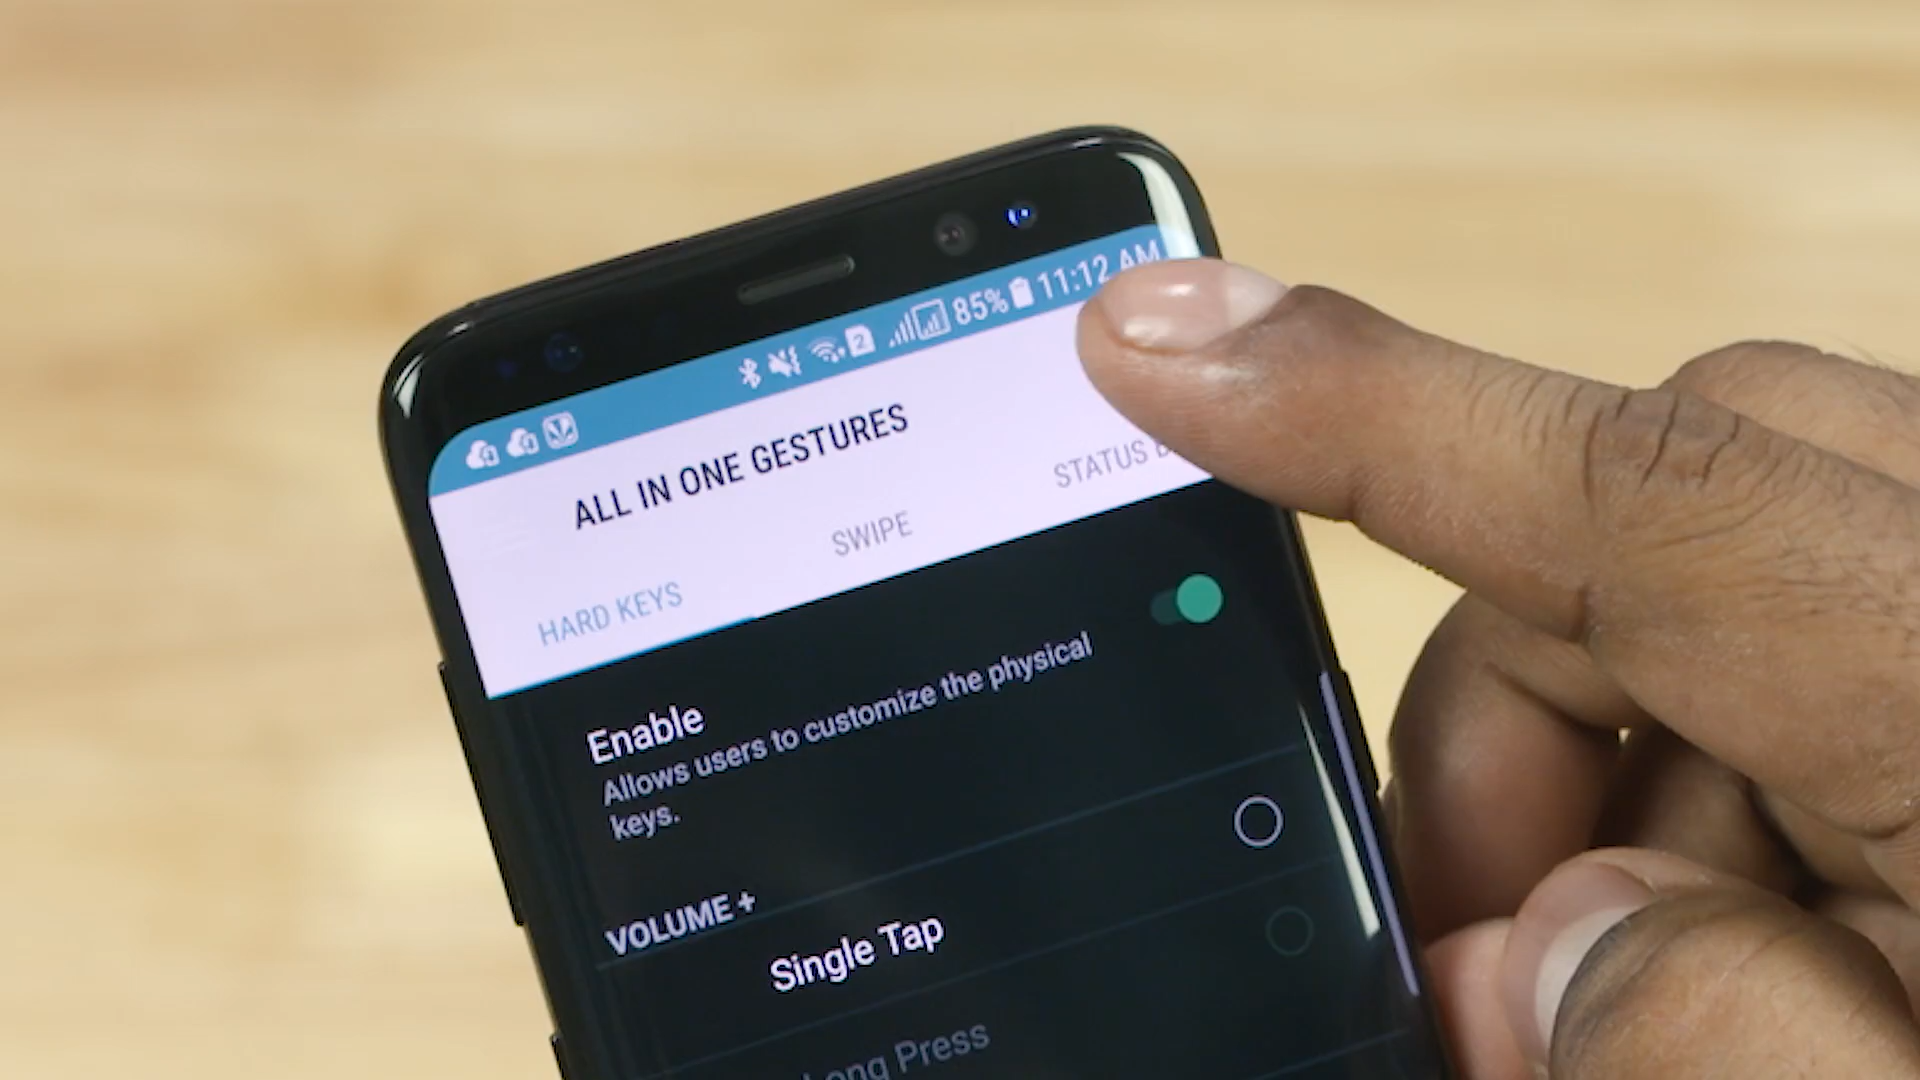 2 85% 11:12 AM
ALL IN ONE GESTURES
HARD KEYS SWIPE STATUS B
Enable
Allows users to customize the physical
keys.
VOLUME +
Single Tap
Long Press